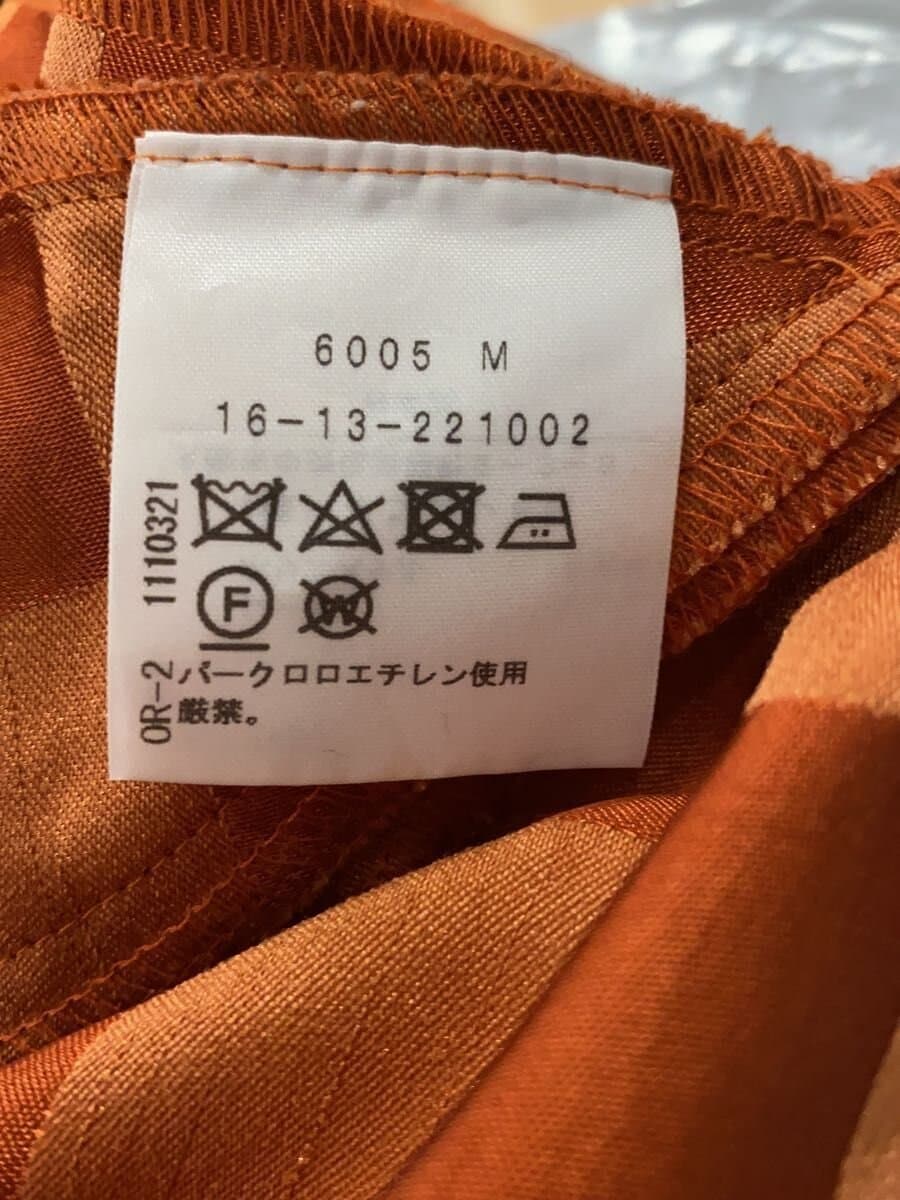 6005 M
16-13-221002
1110321
F
W
OR-2
パークロロエチレン使用
厳禁。